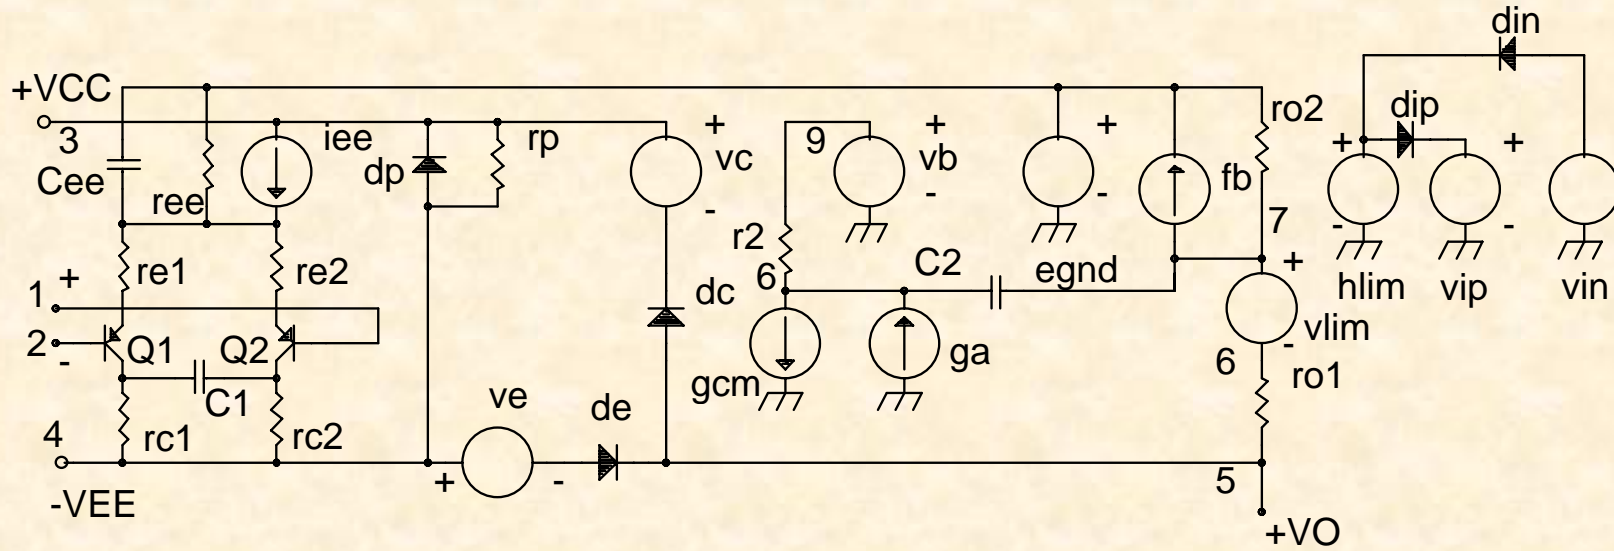 din
+VCC
3
iee
rp
+
vc
-
9
+
vb
-
+
-
ro2
dip
+
+
Cee
ree
dp
fb
7
-
-
r2
C2
egnd
+
hlim
vip
vin
re1
re2
6
1
+
dc
vlim
2
-
Q1
Q2
ga
6
-
ro1
gcm
C1
ve
de
4
rc1
rc2
+
-
5
-VEE
+VO